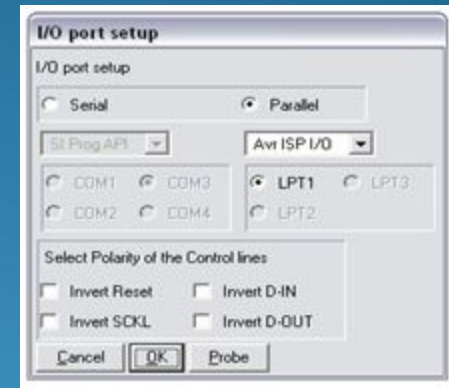 I/O port setup
I/O port setup
Serial Parallel
SI Prog API Avr ISP I/O
COM1 COM3 LPT1 LPT3
COM2 COM4 LPT2
Select Polarity of the Control lines
Invert Reset Invert D-IN
Invert SCKL Invert D-OUT
Cancel OK Probe